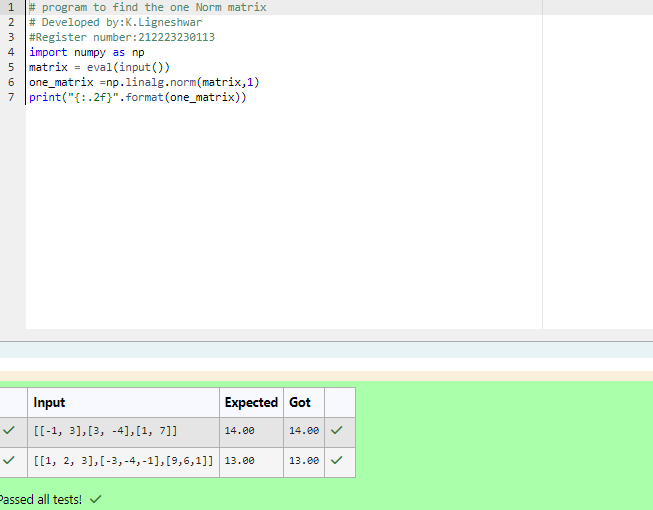 1 # program to find the one Norm matrix
2 # Developed by:K.Ligneshwar
3 #Register number:212223230113
4 import numpy as np
5 matrix = eval(input())
6 one_matrix =np.linalg.norm(matrix,1)
7 print("{:.2f}".format(one_matrix))
Input Expected Got
[[-1, 3],[3, -4],[1, 7]] 14.00 14.00
[[1, 2, 3],[-3,-4,-1],[9,6,1]] 13.00 13.00
Passed all tests!